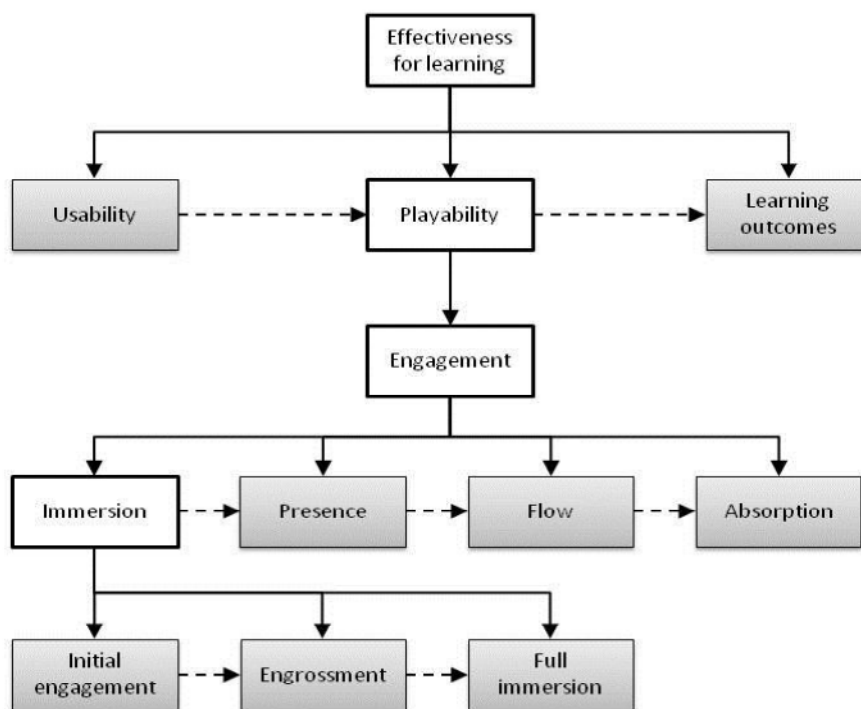 Effectiveness
for learning
Usability
Playability
Learning
outcomes
Engagement
Immersion
Presence
Flow
Absorption
Initial
engagement
Engrossment
Full
immersion